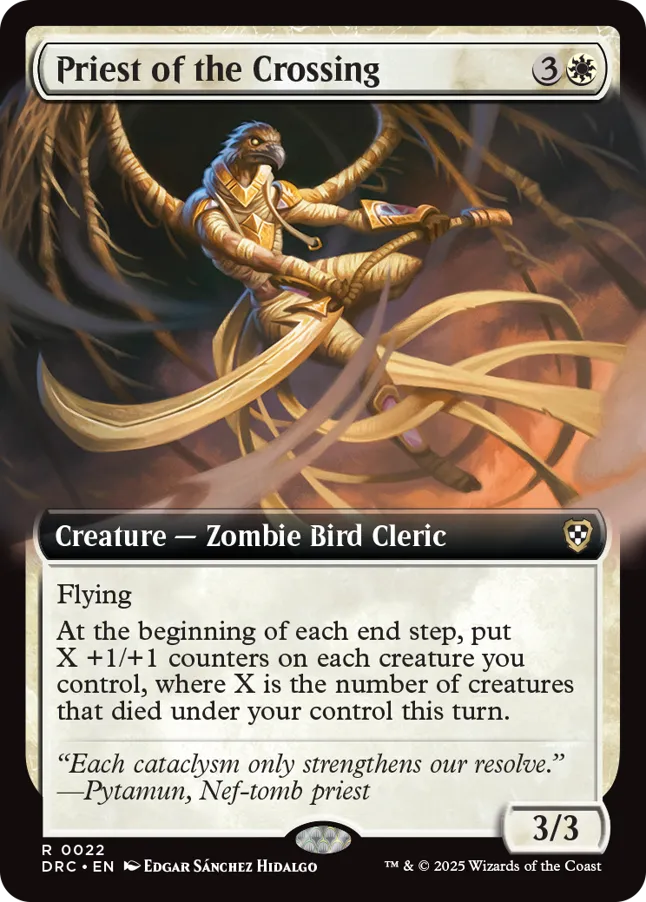 Priest of the Crossing 3
Creature — Zombie Bird Cleric
Flying
At the beginning of each end step, put
X +1/+1 counters on each creature you
control, where X is the number of creatures
that died under your control this turn.
“Each cataclysm only strengthens our resolve.”
—Pytamun, Nef-tomb priest
3/3
R 0022
DRC • EN Edgar Sánchez Hidalgo
™ & © 2025 Wizards of the Coast